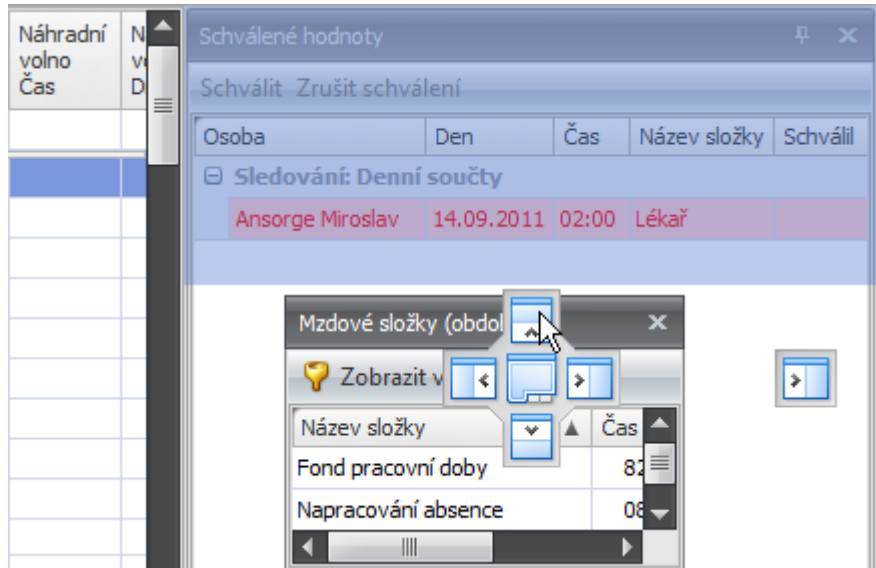 Náhradní
volno
Čas
Schválené hodnoty
Schválit Zrušit schválení
Osoba Den Čas Název složky Schválil
Sledování: Denní součty
Ansorge Miroslav 14.09.2011 02:00 Lékař
Mzdové složky
Zobrazit
Název složky Čas
Fond pracovní doby
Napracování absence